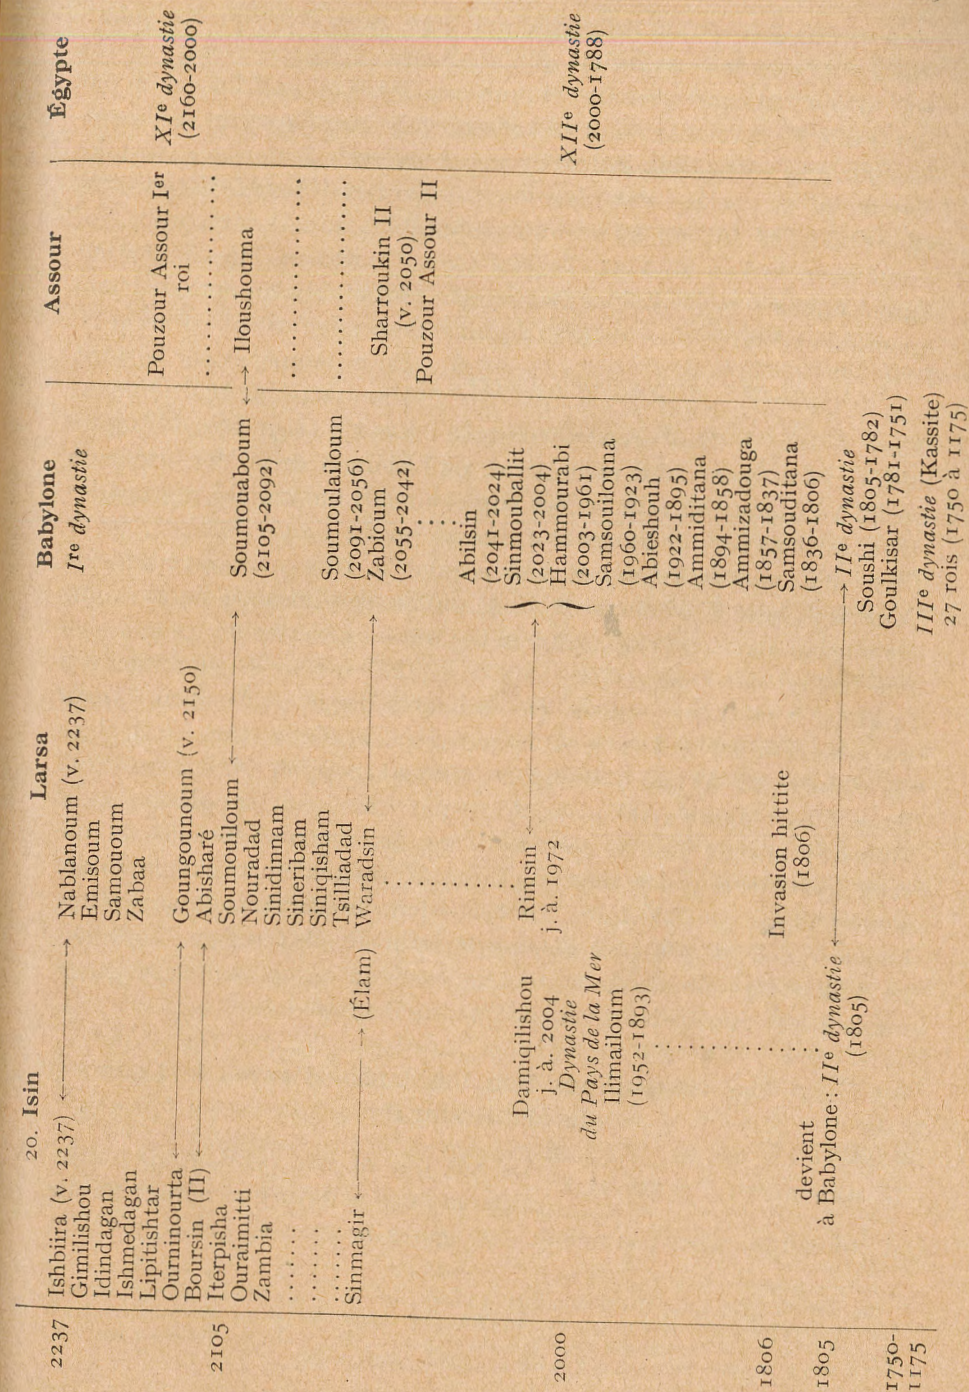 20. Isin
Larsa
Babylone
Assour
Égypte
2237
Ishbiira (v. 2237) ←→ Nablanoum (v. 2237)
Ire dynastie
Gimilishou
Emisoum
Idindagan
Samououm
Ishmedagan
Zabaa
Lipitishtar
Pouzour Assour Ier
roi
XIe dynastie
(2160-2000)
Ourninourta ←→ Goungounoum (v. 2150)
Boursin (II) ←→ Abisharé
2105
Iterpisha
Soumouiloum ←→ Soumouaboum ←→ Iloushouma
(2105-2092)
Ouraimitti
Nouradad
Zambia
Sinidinnam
.......
Sineribam
.......
Siniqisham
.......
Tsilliadad
Soumoulailoum
(2091-2056)
Sinmagir ←→ (Élam) Waradsin ←→ Zabioum
(2055-2042)
Sharroukin II
(v. 2050)
Pouzour Assour II
Abilsin
(2041-2024)
Damiqilishou
j. à. 2004
Rimsin ←→
j. à. 1972
Sinmouballit
(2023-2004)
Hammourabi
(2003-1961)
2000
XIIe dynastie
(2000-1788)
Dynastie
du Pays de la Mer
Ilimailoum
(1952-1893)
Samsouilouna
(1960-1923)
Abieshouh
(1922-1895)
Ammiditana
(1894-1858)
Ammizadouga
(1857-1837)
1806
Invasion hittite
(1806)
Samsouditana
(1836-1806)
1805
devient
à Babylone : IIe dynastie ←→ IIe dynastie
(1805)
Soushi (1805-1782)
Goulkisar (1781-1751)
1750-
1175
IIIe dynastie (Kassite)
27 rois (1750 à 1175)